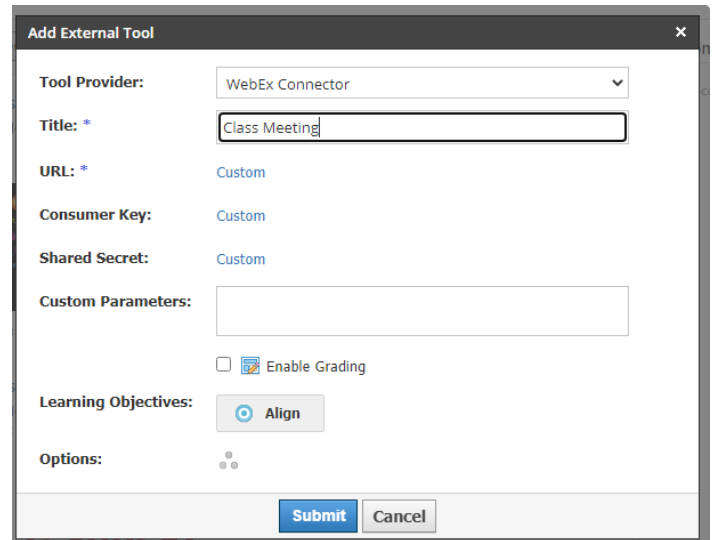 Add External Tool ×
Tool Provider: WebEx Connector
Title: * Class Meeting
URL: * Custom
Consumer Key: Custom
Shared Secret: Custom
Custom Parameters:
Enable Grading
Learning Objectives: Align
Options:
Submit Cancel